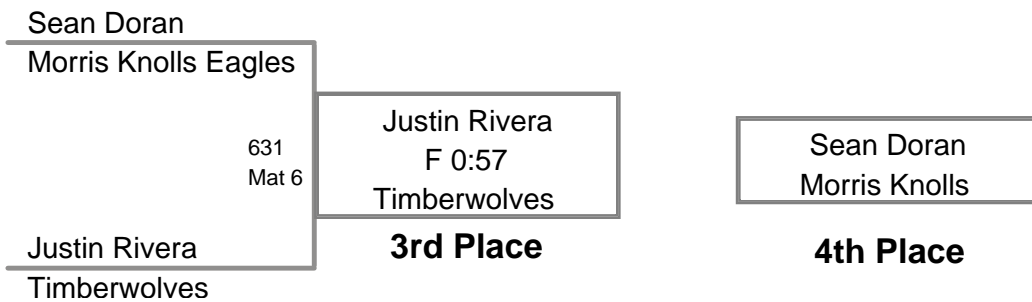 Sean Doran
Morris Knolls Eagles
631
Mat 6
Justin Rivera
Timberwolves
Justin Rivera
F 0:57
Timberwolves
3rd Place
Sean Doran
Morris Knolls
4th Place